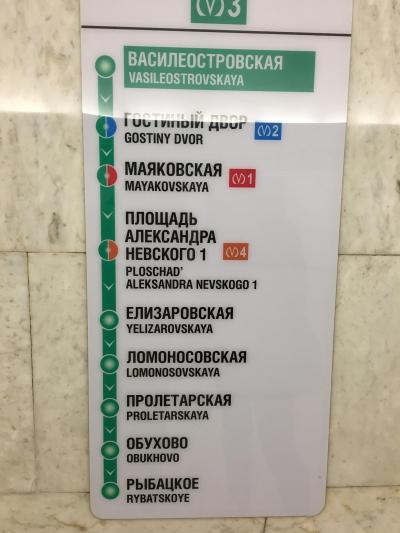 3
ВАСИЛЕОСТРОВСКАЯ
VASILEOSTROVSKAYA
ГОСТИНЫЙ ДВОР
GOSTINY DVOR
2
МАЯКОВСКАЯ
MAYAKOVSKAYA
1
ПЛОЩАДЬ
АЛЕКСАНДРА
НЕВСКОГО 1
4
PLOSCHAD'
ALEKSANDRA NEVSKOGO 1
ЕЛИЗАРОВСКАЯ
YELIZAROVSKAYA
ЛОМОНОСОВСКАЯ
LOMONOSOVSKAYA
ПРОЛЕТАРСКАЯ
PROLETARSKAYA
ОБУХОВО
OBUKHOVO
РЫБАЦКОЕ
RYBATSKOYE